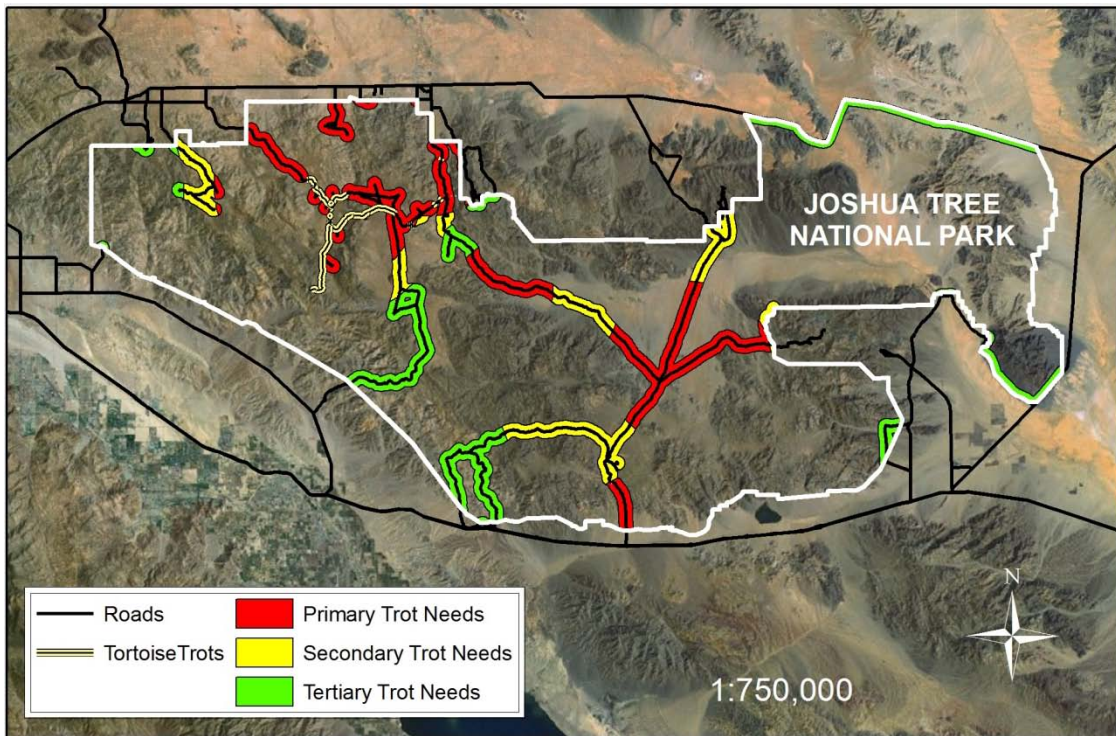 JOSHUA TREE
NATIONAL PARK
Roads
TortoiseTrots
Primary Trot Needs
Secondary Trot Needs
Tertiary Trot Needs
1:750,000
N